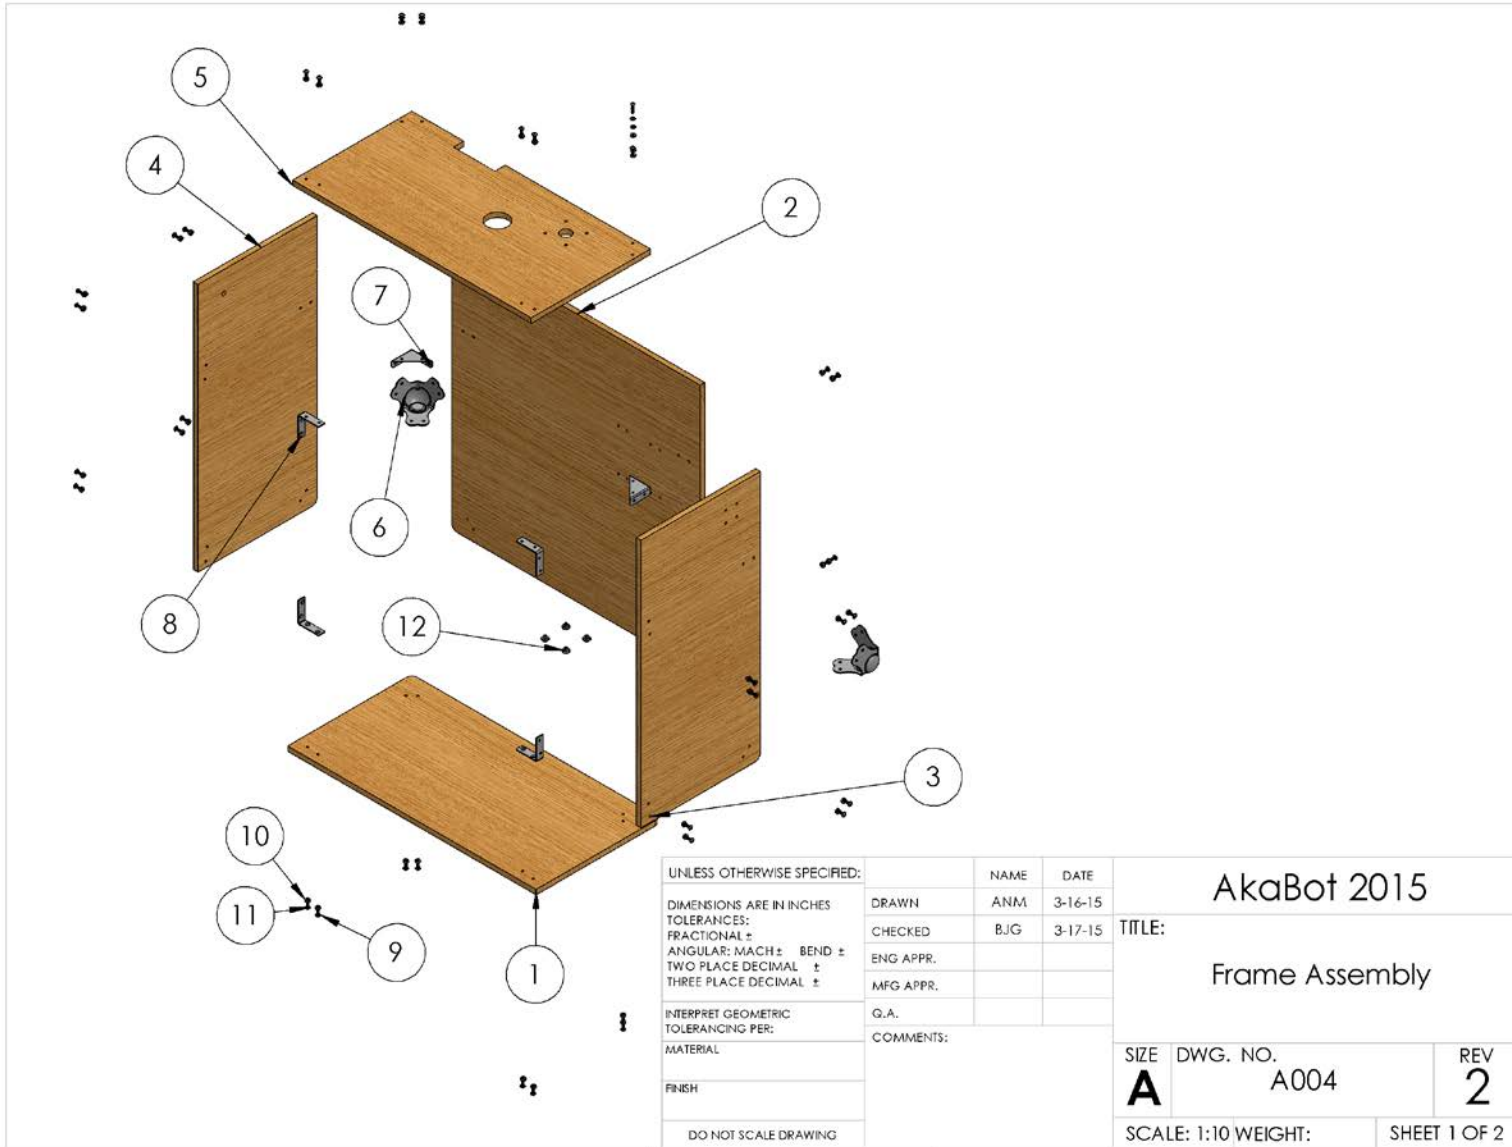 5
4
2
7
6
8
12
3
10
11
9
1
UNLESS OTHERWISE SPECIFIED:
DIMENSIONS ARE IN INCHES
TOLERANCES:
FRACTIONAL ±
ANGULAR: MACH ± BEND ±
TWO PLACE DECIMAL ±
THREE PLACE DECIMAL ±
INTERPRET GEOMETRIC
TOLERANCING PER:
MATERIAL
FINISH
DO NOT SCALE DRAWING
NAME DATE
DRAWN ANM 3-16-15
CHECKED BJG 3-17-15
ENG APPR.
MFG APPR.
Q.A.
COMMENTS:
AkaBot 2015
TITLE:
Frame Assembly
SIZE DWG. NO. REV
A A004 2
SCALE: 1:10 WEIGHT: SHEET 1 OF 2